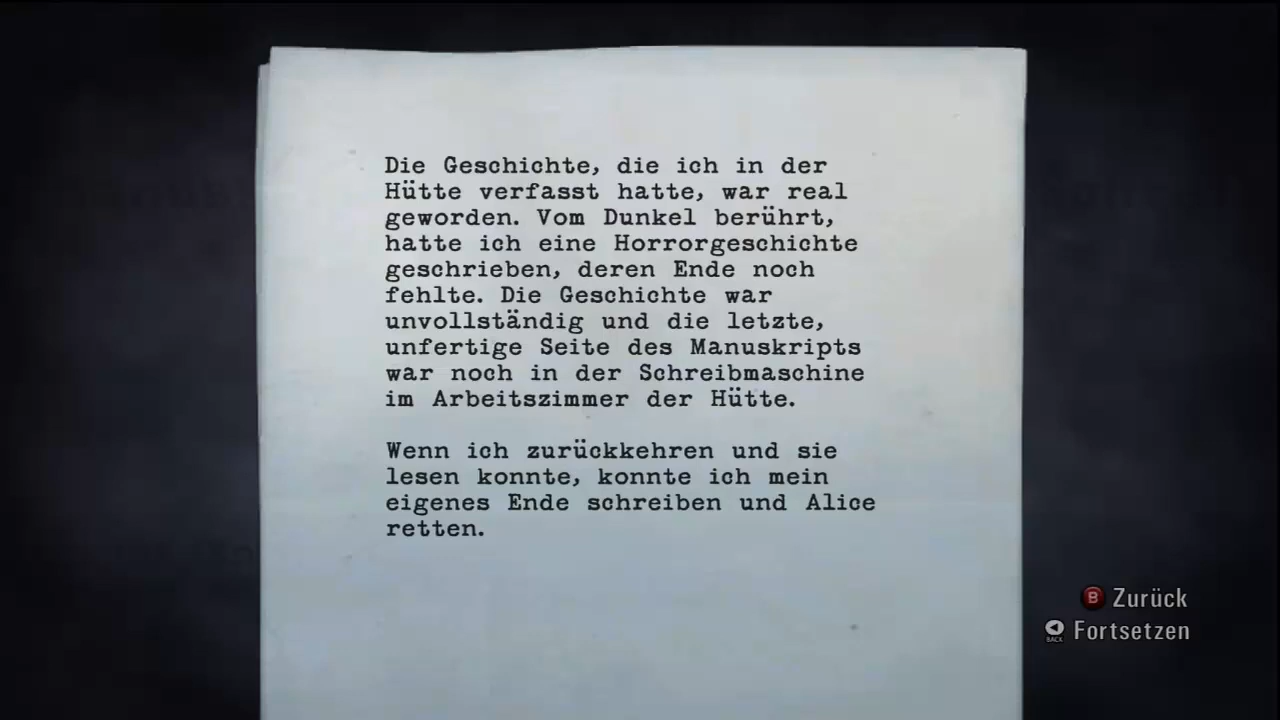 Die Geschichte, die ich in der
Hütte verfasst hatte, war real
geworden. Vom Dunkel berührt,
hatte ich eine Horrorgeschichte
geschrieben, deren Ende noch
fehlte. Die Geschichte war
unvollständig und die letzte,
unfertige Seite des Manuskripts
war noch in der Schreibmaschine
im Arbeitszimmer der Hütte.
Wenn ich zurückkehren und sie
lesen konnte, konnte ich mein
eigenes Ende schreiben und Alice
retten.
B Zurück
BACK Fortsetzen